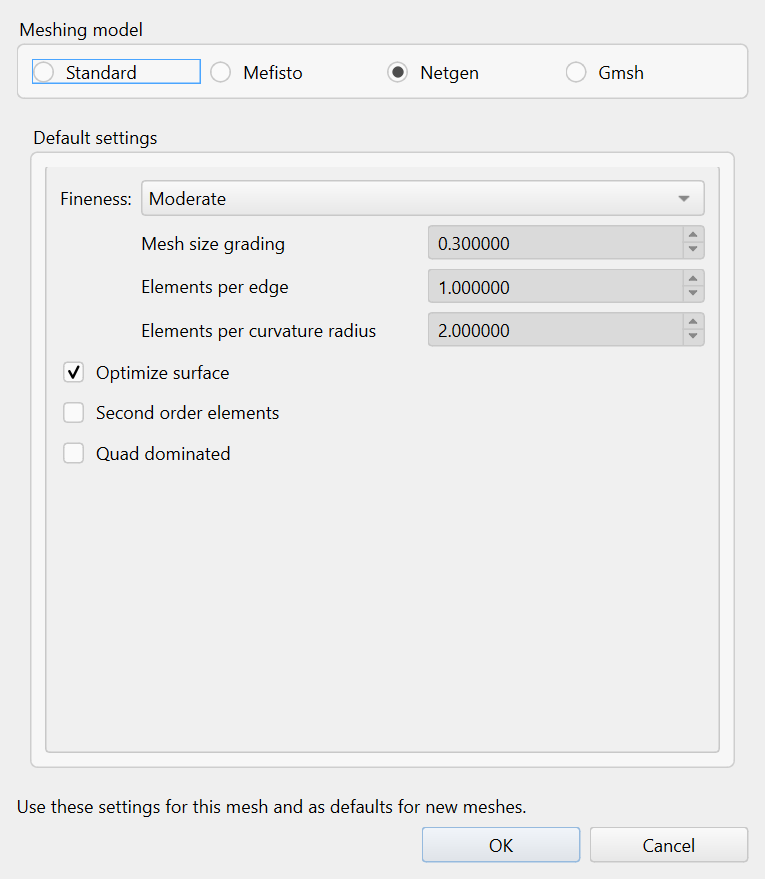 Meshing model
Standard Mefisto Netgen Gmsh
Default settings
Fineness: Moderate
Mesh size grading 0.300000
Elements per edge 1.000000
Elements per curvature radius 2.000000
Optimize surface
Second order elements
Quad dominated
Use these settings for this mesh and as defaults for new meshes.
OK Cancel